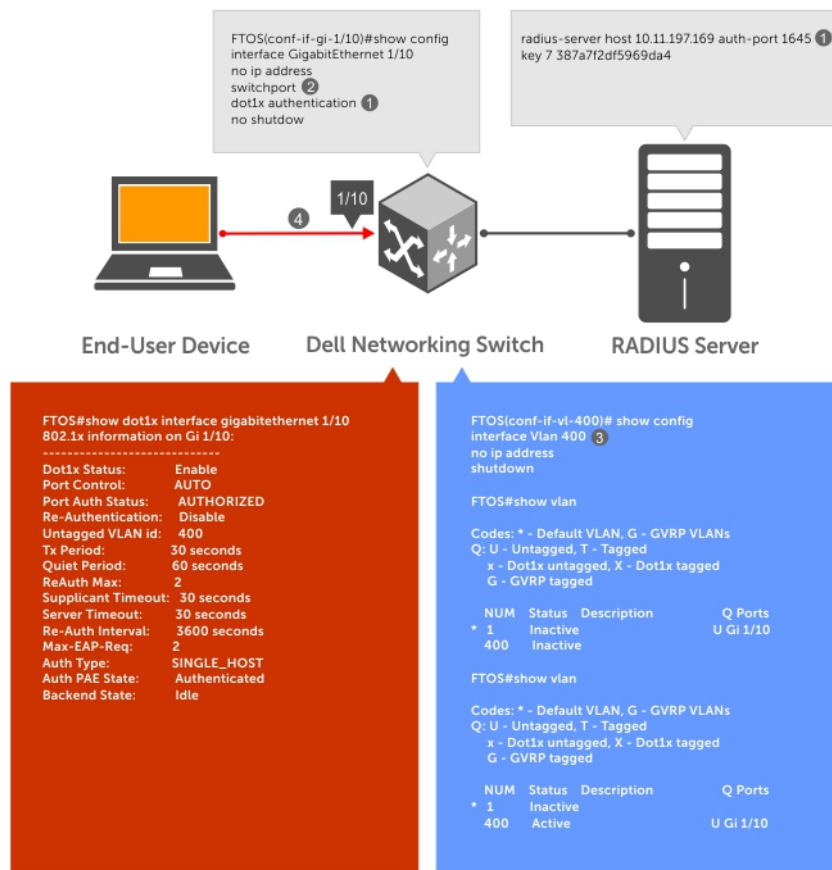 FTOS(conf-if-gi-1/10)#show config
interface GigabitEthernet 1/10
no ip address
switchport 2
dot1x authentication 1
no shutdow
radius-server host 10.11.197.169 auth-port 1645 1
key 7 387a7f2df5969da4
1/10
4
End-User Device
Dell Networking Switch
RADIUS Server
FTOS#show dot1x interface gigabitethernet 1/10
802.1x information on Gi 1/10:
-----------------------------
Dot1x Status: Enable
Port Control: AUTO
Port Auth Status: AUTHORIZED
Re-Authentication: Disable
Untagged VLAN id: 400
Tx Period: 30 seconds
Quiet Period: 60 seconds
ReAuth Max: 2
Supplicant Timeout: 30 seconds
Server Timeout: 30 seconds
Re-Auth Interval: 3600 seconds
Max-EAP-Req: 2
Auth Type: SINGLE_HOST
Auth PAE State: Authenticated
Backend State: Idle
FTOS(conf-if-vl-400)# show config
interface Vlan 400 3
no ip address
shutdown
FTOS#show vlan
Codes: * - Default VLAN, G - GVRP VLANs
Q: U - Untagged, T - Tagged
x - Dot1x untagged, X - Dot1x tagged
G - GVRP tagged
NUM Status Description Q Ports
* 1 Inactive U Gi 1/10
400 Inactive
FTOS#show vlan
Codes: * - Default VLAN, G - GVRP VLANs
Q: U - Untagged, T - Tagged
x - Dot1x untagged, X - Dot1x tagged
G - GVRP tagged
NUM Status Description Q Ports
* 1 Inactive
400 Active U Gi 1/10